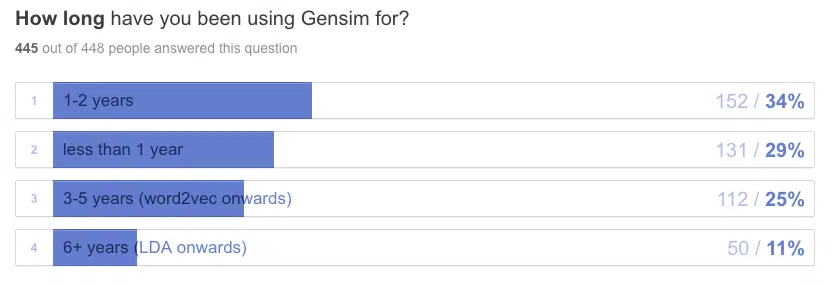 How long have you been using Gensim for?
445 out of 448 people answered this question
1 1-2 years 152 / 34%
2 less than 1 year 131 / 29%
3 3-5 years (word2vec onwards) 112 / 25%
4 6+ years (LDA onwards) 50 / 11%